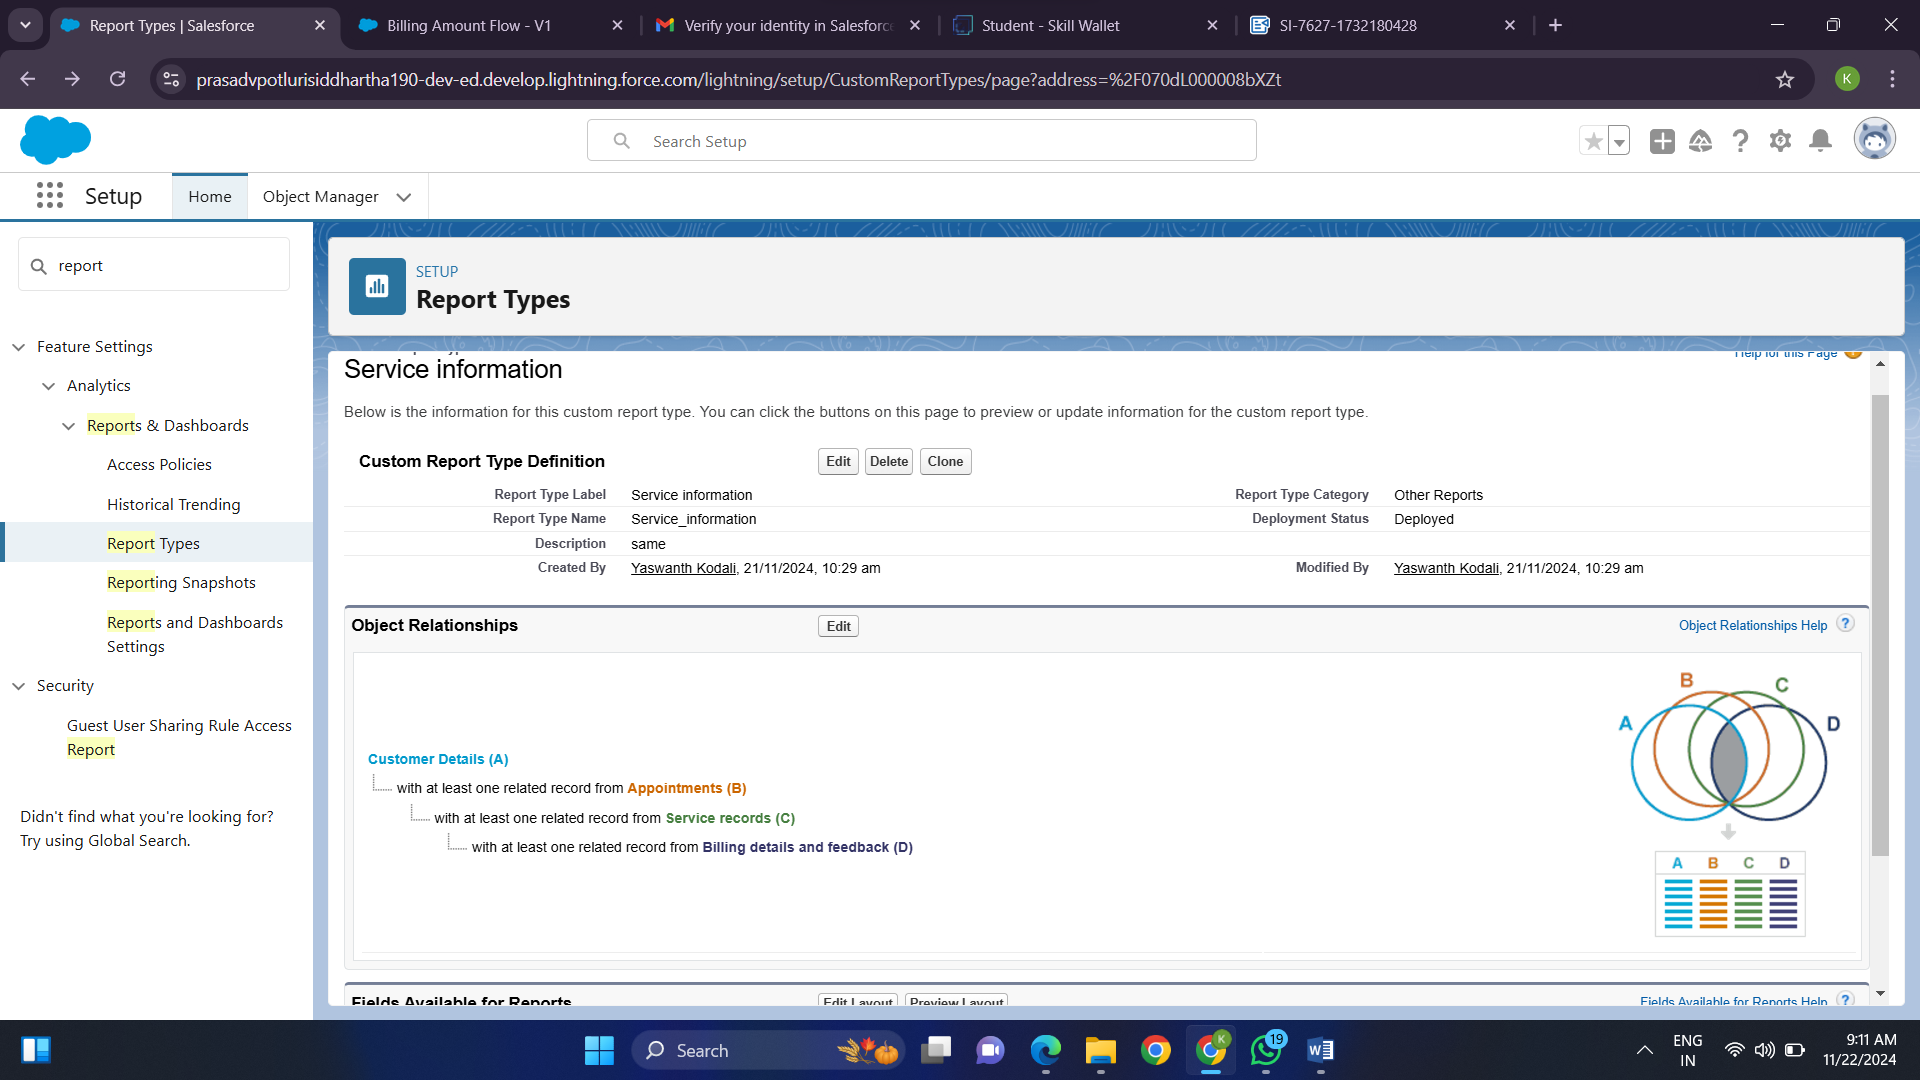 Report Types | Salesforce
Billing Amount Flow - V1
Verify your identity in Salesforce
Student - Skill Wallet
SI-7627-1732180428
prasadvpotlurisiddhartha190-dev-ed.develop.lightning.force.com/lightning/setup/CustomReportTypes/page?address=%2F070dL000008bXZt
K
Search Setup
Setup
Home
Object Manager
report
Feature Settings
Analytics
Reports & Dashboards
Access Policies
Historical Trending
Report Types
Reporting Snapshots
Reports and Dashboards
Settings
Security
Guest User Sharing Rule Access
Report
Didn't find what you're looking for?
Try using Global Search.
SETUP
Report Types
Help for this Page
Service information
Below is the information for this custom report type. You can click the buttons on this page to preview or update information for the custom report type.
Custom Report Type Definition
Edit
Delete
Clone
Report Type Label Service information
Report Type Category Other Reports
Report Type Name Service_information
Deployment Status Deployed
Description same
Created By Yaswanth Kodali, 21/11/2024, 10:29 am
Modified By Yaswanth Kodali, 21/11/2024, 10:29 am
Object Relationships
Edit
Object Relationships Help ?
Customer Details (A)
with at least one related record from Appointments (B)
with at least one related record from Service records (C)
with at least one related record from Billing details and feedback (D)
A
B
C
D
A B C D
Fields Available for Reports
Edit Layout
Preview Layout
Fields Available for Reports Help ?
Search
K
19
ENG
IN
9:11 AM
11/22/2024